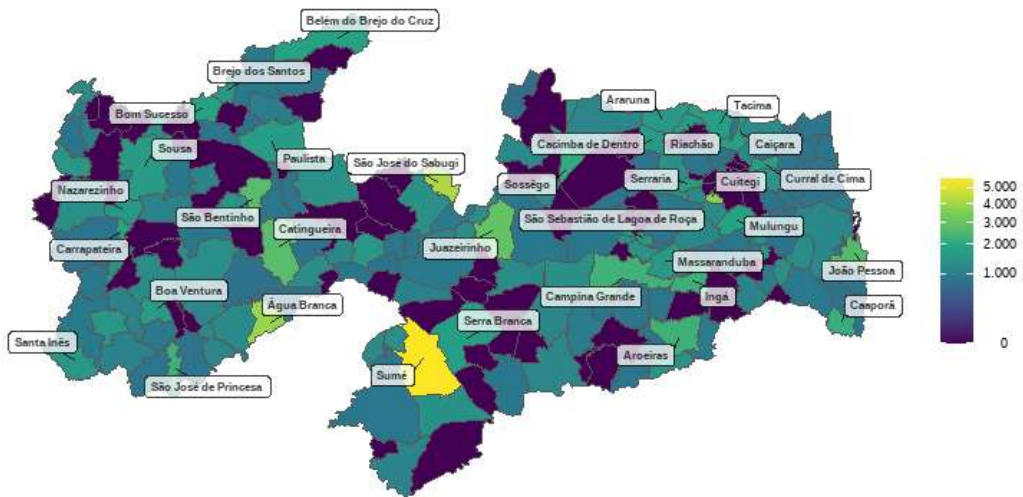 Belém do Brejo do Cruz
Brejo dos Santos
Bom Sucesso
Araruna
Tacima
Sousa
Paulista
São José do Sabugi
Cacimba de Dentro
Riachão
Caiçara
Nazarezinho
Sossêgo
Serraria
Cuitegi
Curral de Cima
São Bentinho
Catingueira
São Sebastião de Lagoa de Roça
Mulungu
Carrapateira
Juazeirinho
Massaranduba
João Pessoa
Boa Ventura
Água Branca
Campina Grande
Ingá
Caaporã
Serra Branca
Santa Inês
Aroeiras
Sumé
São José de Princesa
5.000
4.000
3.000
2.000
1.000
0